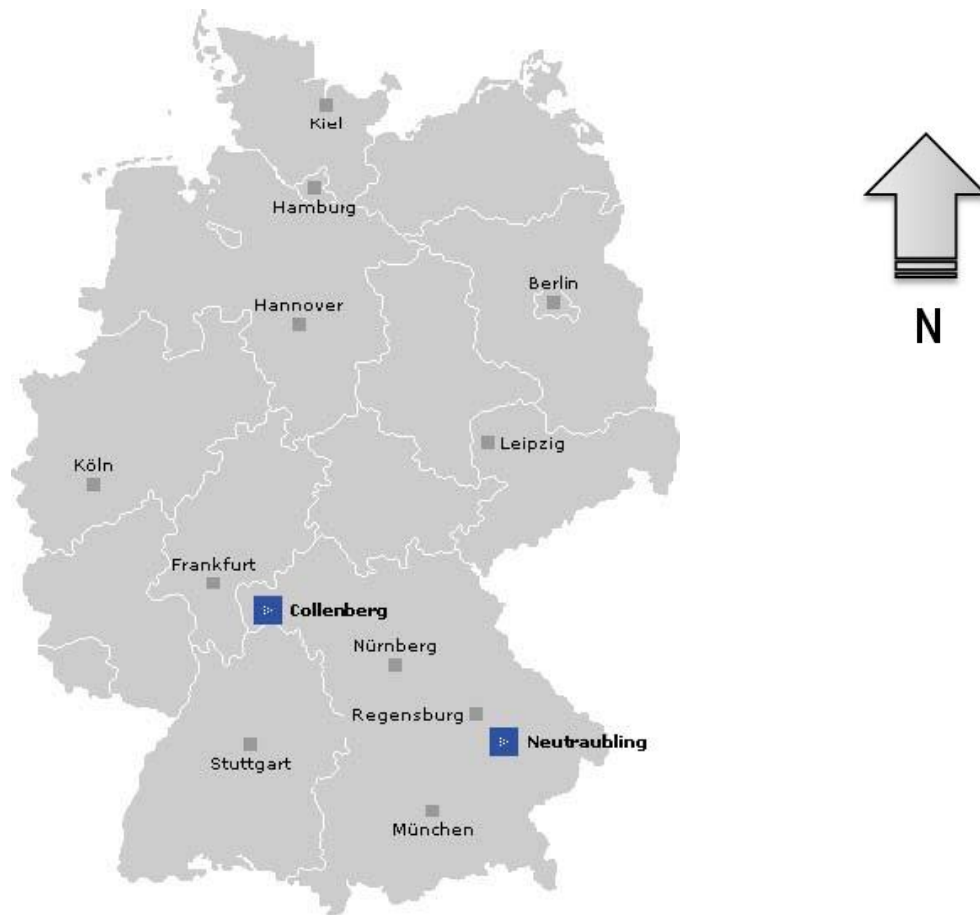 Kiel
Hamburg
Berlin
Hannover
N
Leipzig
Köln
Frankfurt
Collenberg
Nürnberg
Regensburg
Neutraubling
Stuttgart
München